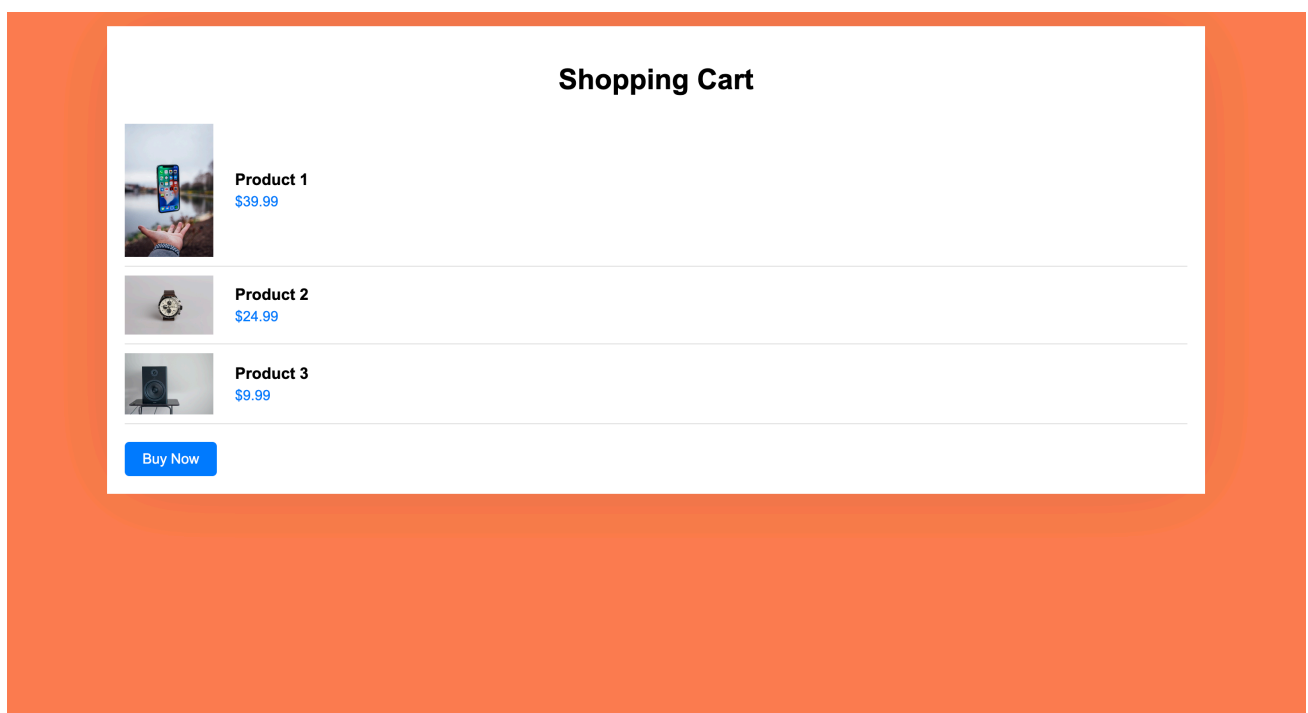 Shopping Cart
Product 1
$39.99
Product 2
$24.99
Product 3
$9.99
Buy Now